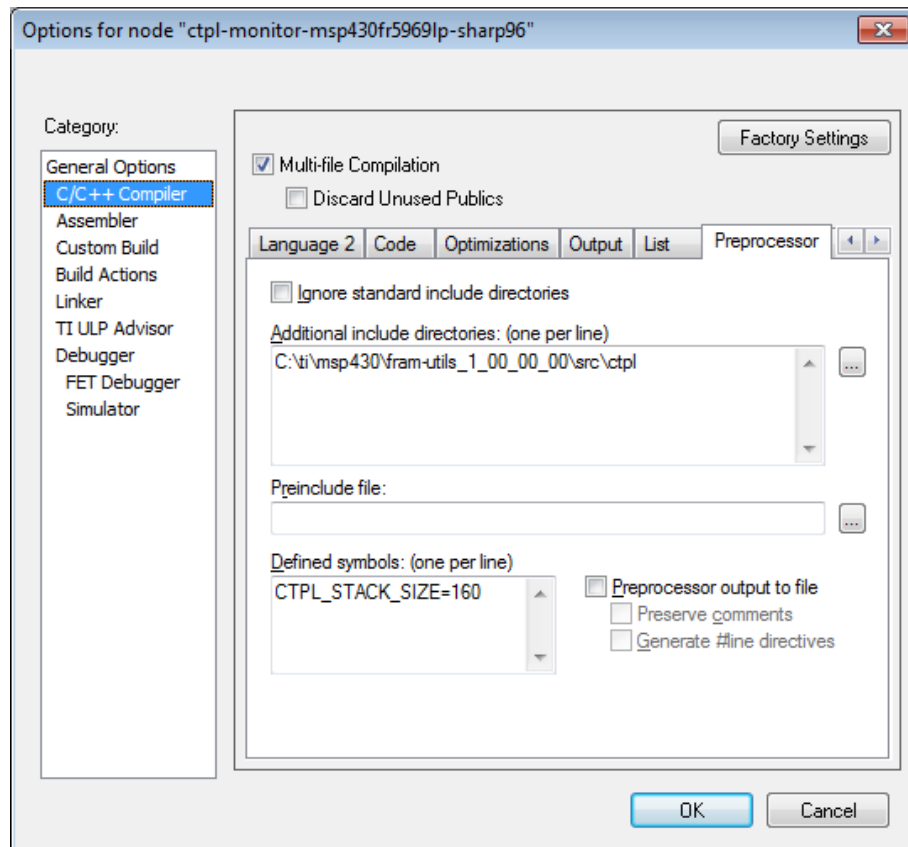 Options for node "ctpl-monitor-msp430fr5969lp-sharp96"
Category:
General Options
C/C++ Compiler
Assembler
Custom Build
Build Actions
Linker
TI ULP Advisor
Debugger
FET Debugger
Simulator
Factory Settings
Multi-file Compilation
Discard Unused Publics
Language 2 Code Optimizations Output List Preprocessor
Ignore standard include directories
Additional include directories: (one per line)
C:\ti\msp430\fram-utils_1_00_00_00\src\ctpl
...
Preinclude file:
...
Defined symbols: (one per line)
CTPL_STACK_SIZE=160
Preprocessor output to file
Preserve comments
Generate #line directives
OK Cancel